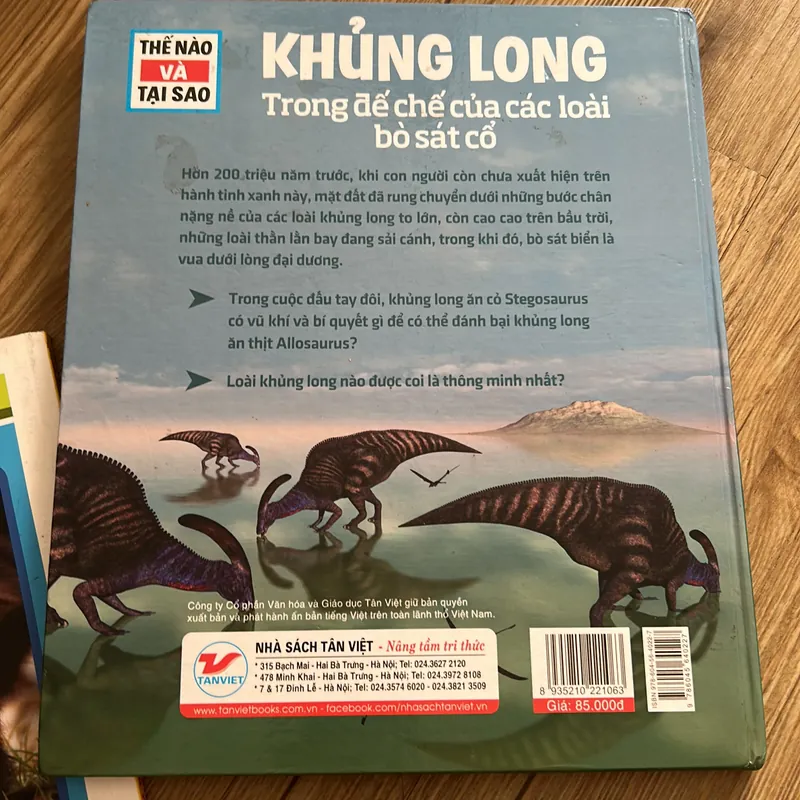 THẾ NÀO
VÀ
TẠI SAO
KHỦNG LONG
Trong đế chế của các loài
bò sát cổ
Hơn 200 triệu năm trước, khi con người còn chưa xuất hiện trên
hành tinh xanh này, mặt đất đã rung chuyển dưới những bước chân
nặng nề của các loài khủng long to lớn, còn cao cao trên bầu trời,
những loài thằn lằn bay đang sải cánh, trong khi đó, bò sát biển là
vua dưới lòng đại dương.
Trong cuộc đấu tay đôi, khủng long ăn cỏ Stegosaurus
có vũ khí và bí quyết gì để có thể đánh bại khủng long
ăn thịt Allosaurus?
Loài khủng long nào được coi là thông minh nhất?
Công ty Cổ phần Văn hóa và Giáo dục Tân Việt giữ bản quyền
xuất bản và phát hành ấn bản tiếng Việt trên toàn lãnh thổ Việt Nam.
TANVIET
NHÀ SÁCH TÂN VIỆT - Nâng tầm tri thức
* 315 Bạch Mai - Hai Bà Trưng - Hà Nội; Tel: 024.3627 2120
* 478 Minh Khai - Hai Bà Trưng - Hà Nội; Tel: 024.3972 8108
* 7 & 17 Đinh Lễ - Hà Nội; Tel: 024.3574 6020 - 024.3821 3509
www.tanvietbooks.com.vn - facebook.com/nhasachtanviet.vn
8 935210 221063
Giá: 85.000đ
ISBN 978-604-56-4022-7
9 786045 640227